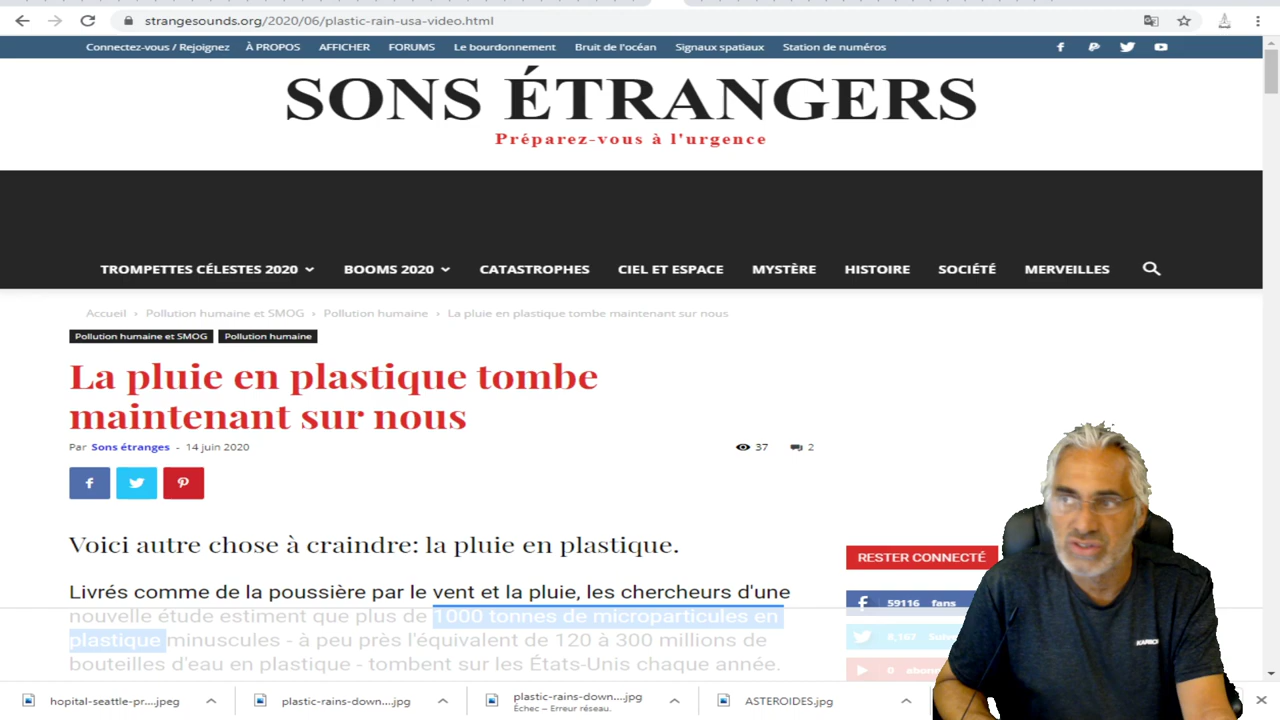 strangesounds.org/2020/06/plastic-rain-usa-video.html
Connectez-vous / Rejoignez À PROPOS AFFICHER FORUMS Le bourdonnement Bruit de l'océan Signaux spatiaux Station de numéros
SONS ÉTRANGERS
Préparez-vous à l'urgence
TROMPETTES CÉLESTES 2020 BOOMS 2020 CATASTROPHES CIEL ET ESPACE MYSTÈRE HISTOIRE SOCIÉTÉ MERVEILLES
Accueil › Pollution humaine et SMOG › Pollution humaine › La pluie en plastique tombe maintenant sur nous
Pollution humaine et SMOG Pollution humaine
La pluie en plastique tombe
maintenant sur nous
Par Sons étranges - 14 juin 2020 37 2
Voici autre chose à craindre: la pluie en plastique.
RESTER CONNECTÉ
Livrés comme de la poussière par le vent et la pluie, les chercheurs d'une
nouvelle étude estiment que plus de 1000 tonnes de microparticules en
plastique minuscules - à peu près l'équivalent de 120 à 300 millions de
bouteilles d'eau en plastique - tombent sur les États-Unis chaque année.
59116 fans
8,167
0
hopital-seattle-pr....jpeg plastic-rains-down....jpg plastic-rains-down....jpg ASTEROIDES.jpg
Échec – Erreur réseau.